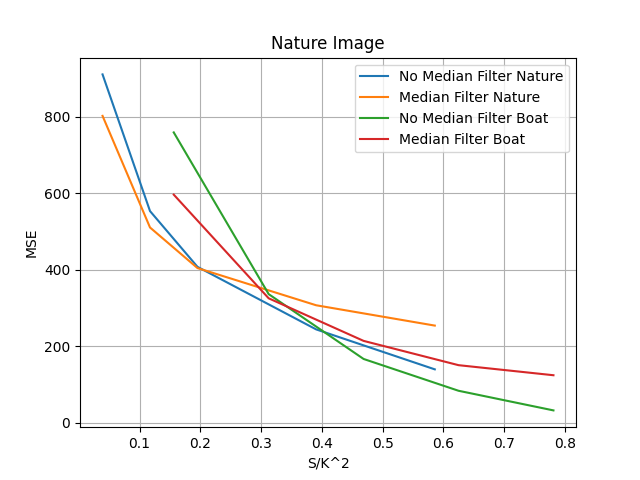 Nature Image
No Median Filter Nature
Median Filter Nature
No Median Filter Boat
Median Filter Boat
MSE
800
600
400
200
0
0.1 0.2 0.3 0.4 0.5 0.6 0.7 0.8
S/K^2